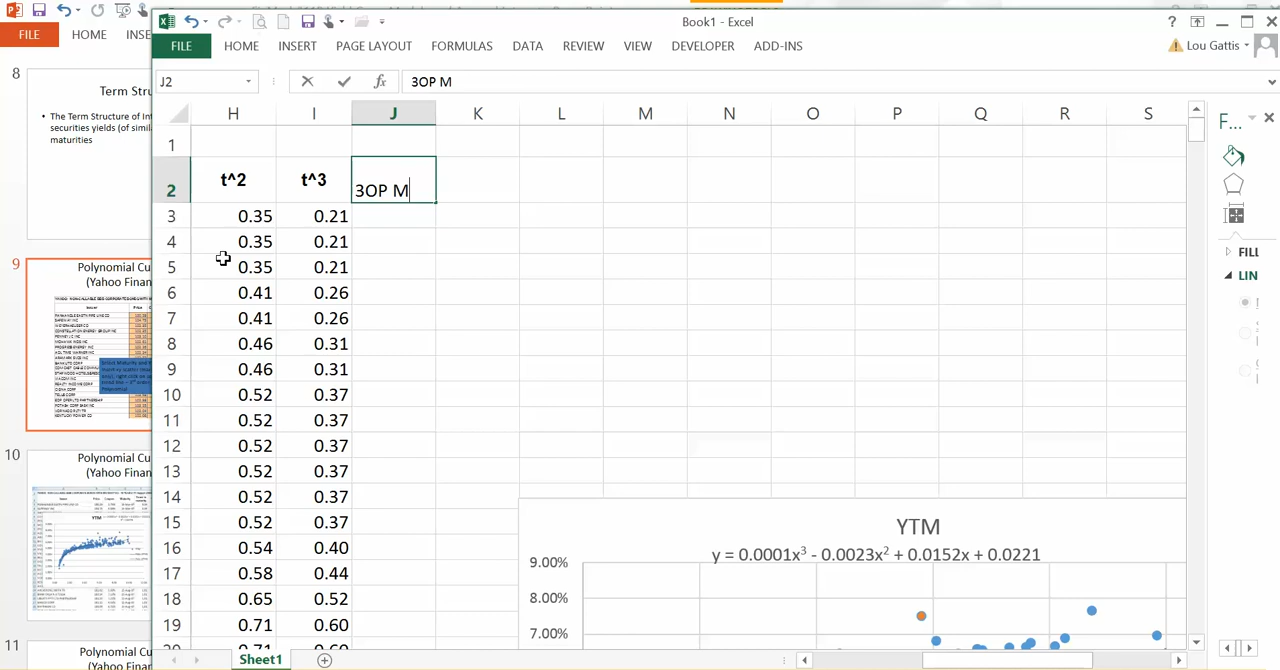 Book1 - Excel
FILE HOME INSE
FILE HOME INSERT PAGE LAYOUT FORMULAS DATA REVIEW VIEW DEVELOPER ADD-INS
Lou Gattis
J2
fx
3OP M
F...
H I J K L M N O P Q R S
1
2 t^2 t^3 3OP M
3 0.35 0.21
4 0.35 0.21
5 0.35 0.21
6 0.41 0.26
7 0.41 0.26
8 0.46 0.31
9 0.46 0.31
10 0.52 0.37
11 0.52 0.37
12 0.52 0.37
13 0.52 0.37
14 0.52 0.37
15 0.52 0.37
16 0.54 0.40
17 0.58 0.44
18 0.65 0.52
19 0.71 0.60
FILL
LIN
YTM
y = 0.0001x³ - 0.0023x² + 0.0152x + 0.0221
9.00%
8.00%
7.00%
Sheet1
8
Term Stru
• The Term Structure of Int
securities yields (of simila
maturities
9
Polynomial Cu
(Yahoo Finan
10
Polynomial Cu
(Yahoo Finan
YTM
11
Polynomial Cu